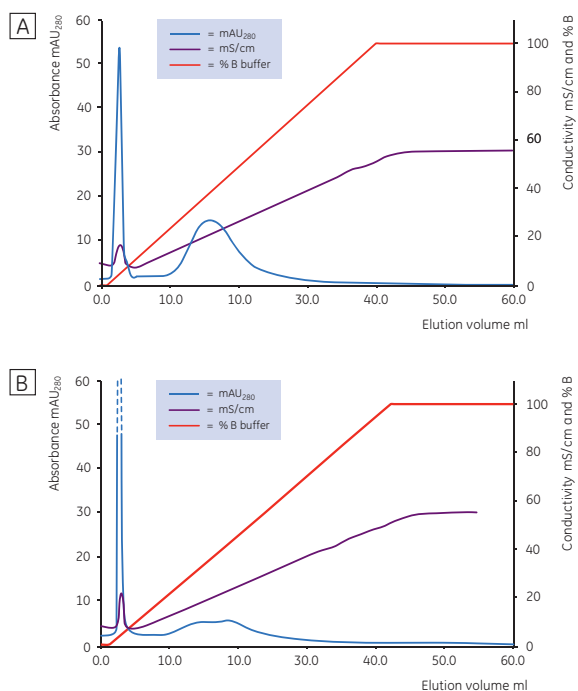 A
Absorbance mAU280
60
50
40
30
20
10
0
= mAU280
= mS/cm
= % B buffer
100
80
60
40
20
0
Conductivity mS/cm and % B
0.0 10.0 10.0 30.0 40.0 50.0 60.0
Elution volume ml
B
Absorbance mAU280
60
50
40
30
20
10
0
= mAU280
= mS/cm
= % B buffer
100
80
60
40
20
0
Conductivity mS/cm and % B
0.0 10.0 10.0 30.0 40.0 50.0 60.0
Elution volume ml